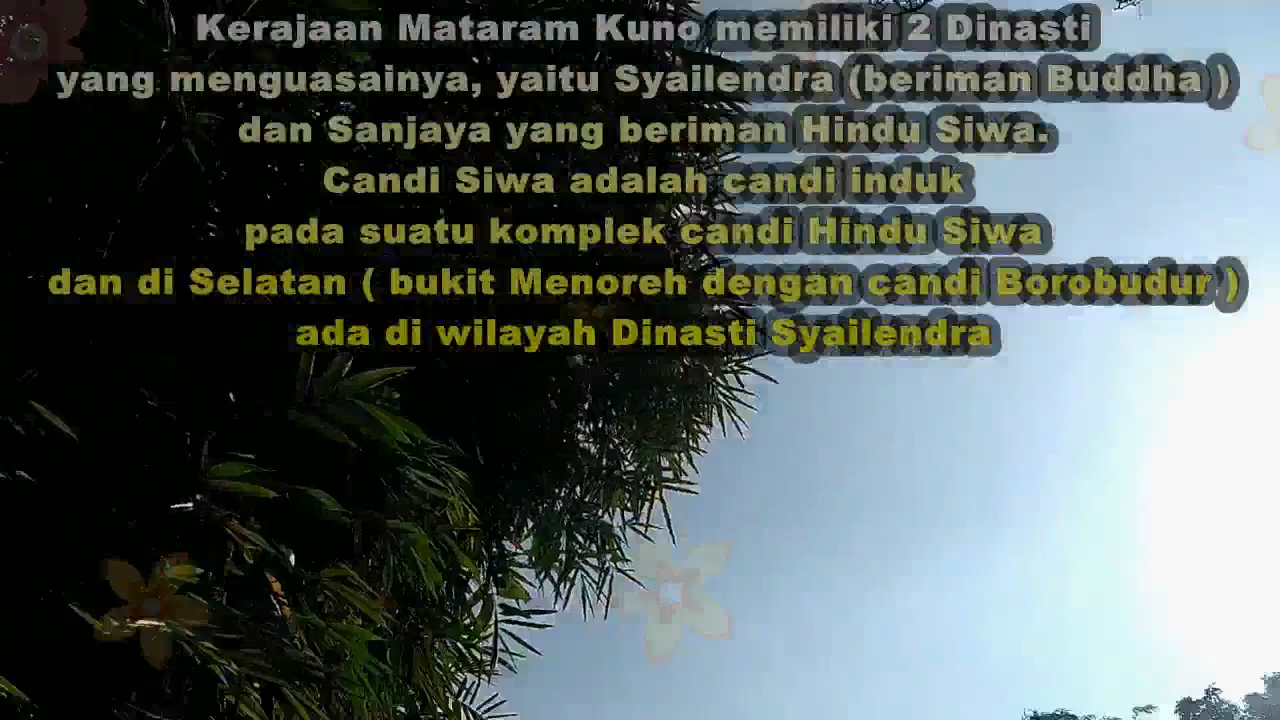 Kerajaan Mataram Kuno memiliki 2 Dinasti
yang menguasainya, yaitu Syailendra (beriman Buddha )
dan Sanjaya yang beriman Hindu Siwa.
Candi Siwa adalah candi induk
pada suatu komplek candi Hindu Siwa
dan di Selatan ( bukit Menoreh dengan candi Borobudur )
ada di wilayah Dinasti Syailendra